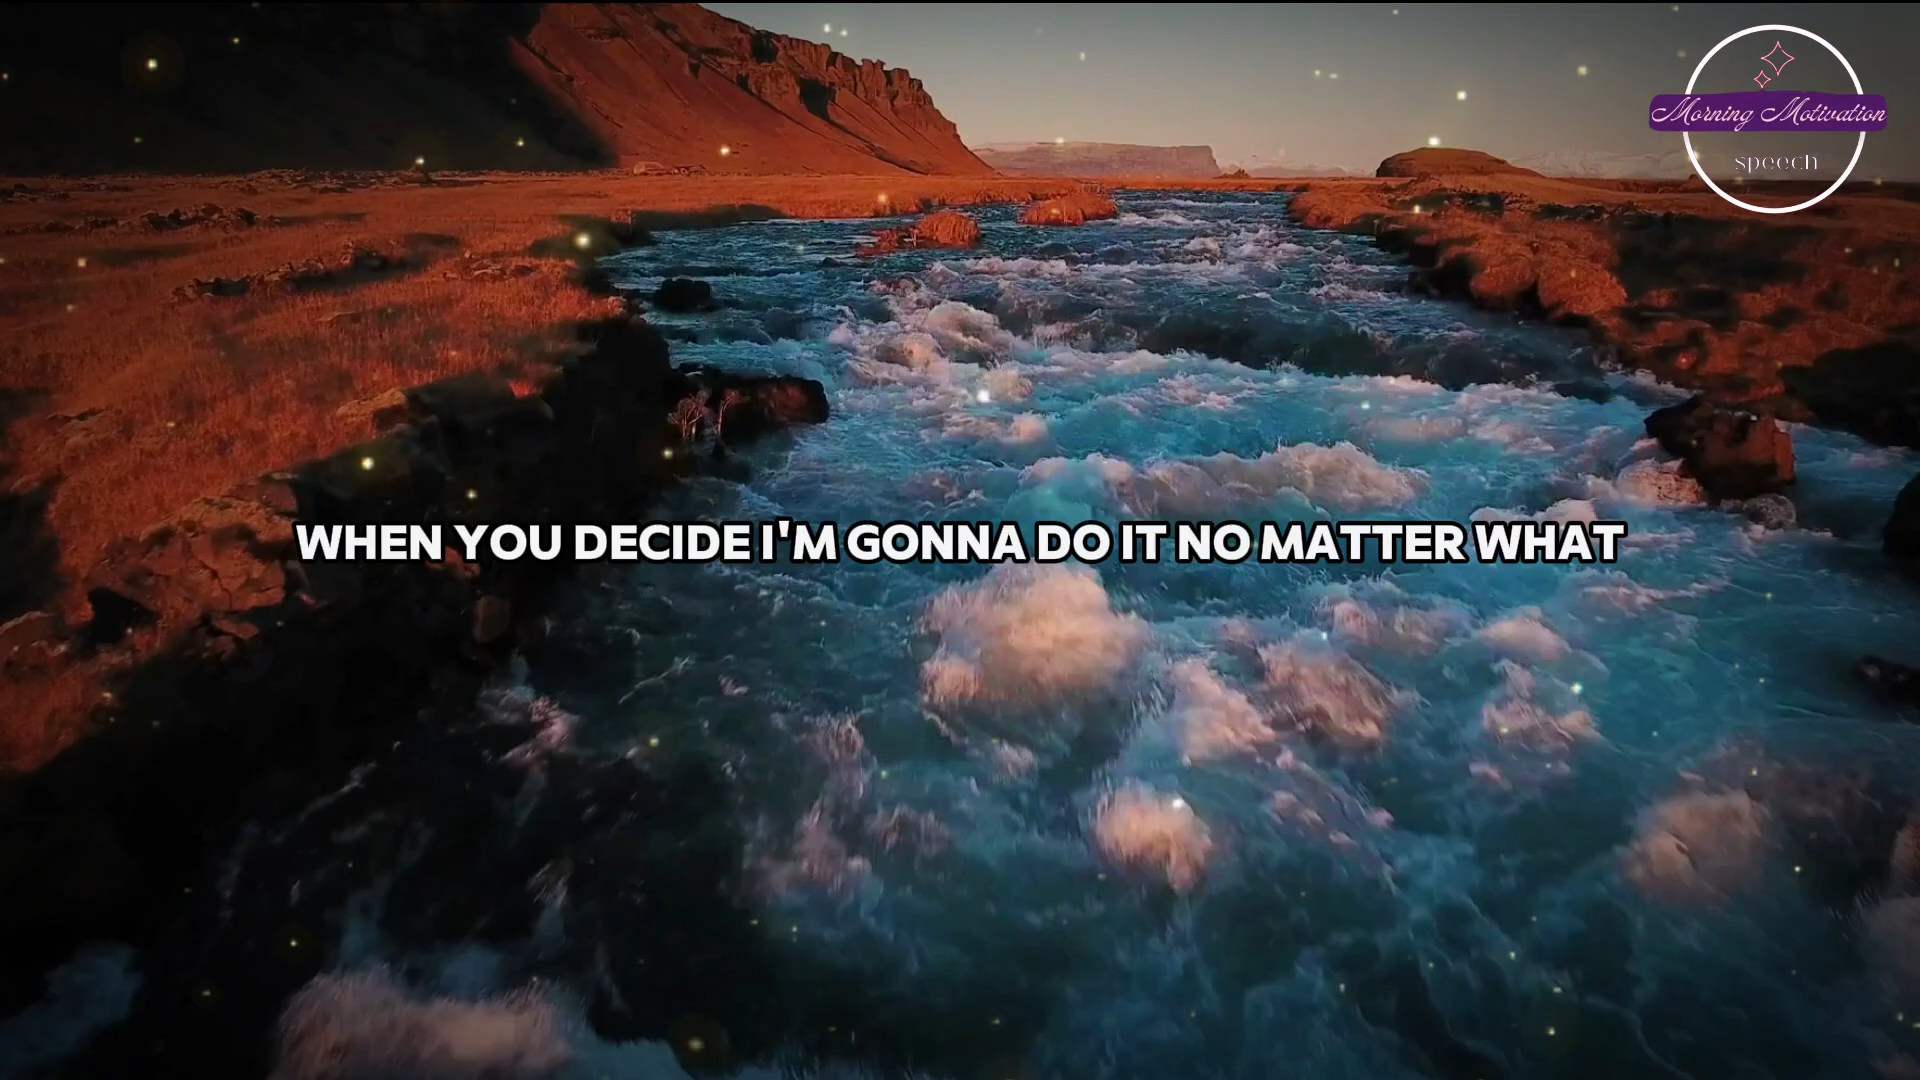 Morning Motivation
speech
WHEN YOU DECIDE I'M GONNA DO IT NO MATTER WHAT